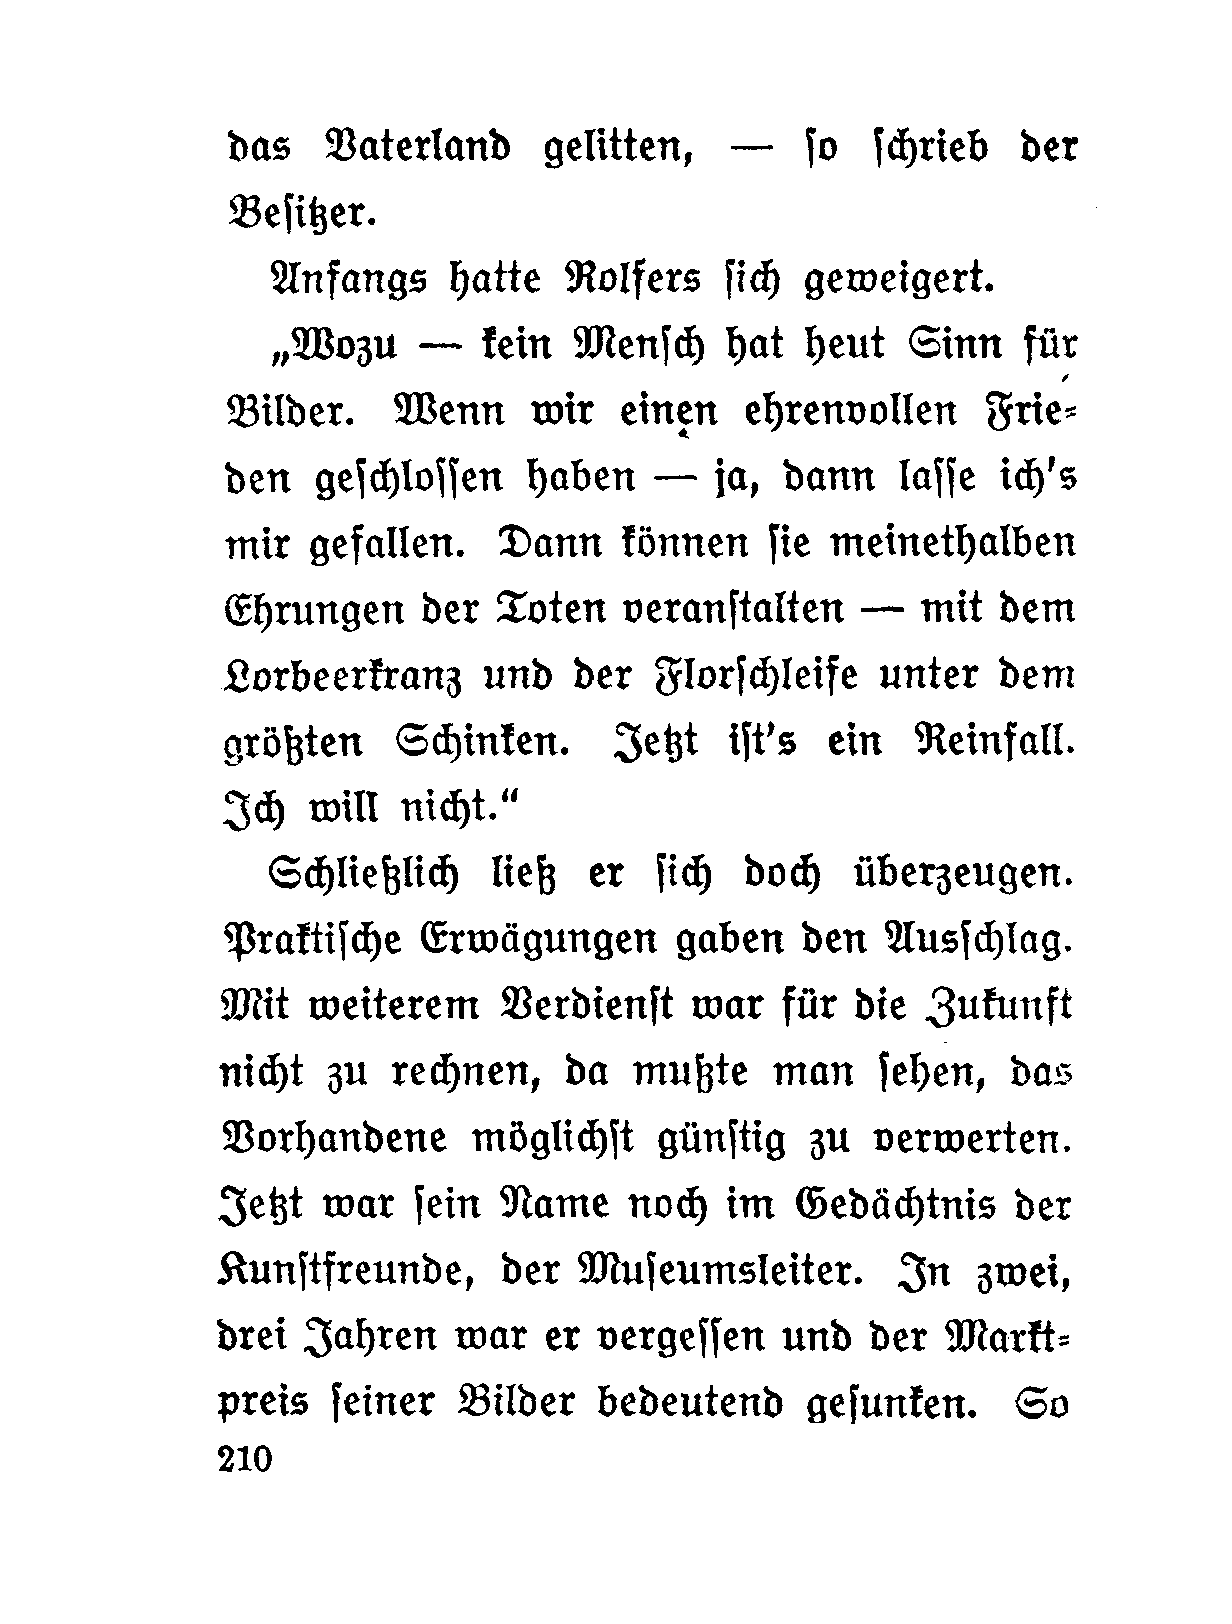 das Vaterland gelitten, — ſo ſchrieb der
Beſitzer.
Anfangs hatte Rolfers ſich geweigert.
„Wozu — kein Menſch hat heut Sinn für
Bilder. Wenn wir einen ehrenvollen Frie⸗
den geſchloſſen haben — ja, dann laſſe ich's
mir gefallen. Dann können ſie meinethalben
Ehrungen der Toten veranſtalten — mit dem
Lorbeerkranz und der Florſchleife unter dem
größten Schinken. Jetzt iſt's ein Reinfall.
Ich will nicht.“
Schließlich ließ er ſich doch überzeugen.
Praktiſche Erwägungen gaben den Ausſchlag.
Mit weiterem Verdienſt war für die Zukunft
nicht zu rechnen, da mußte man ſehen, das
Vorhandene möglichſt günſtig zu verwerten.
Jetzt war ſein Name noch im Gedächtnis der
Kunſtfreunde, der Muſeumsleiter. In zwei,
drei Jahren war er vergeſſen und der Markt⸗
preis ſeiner Bilder bedeutend geſunken. So
210